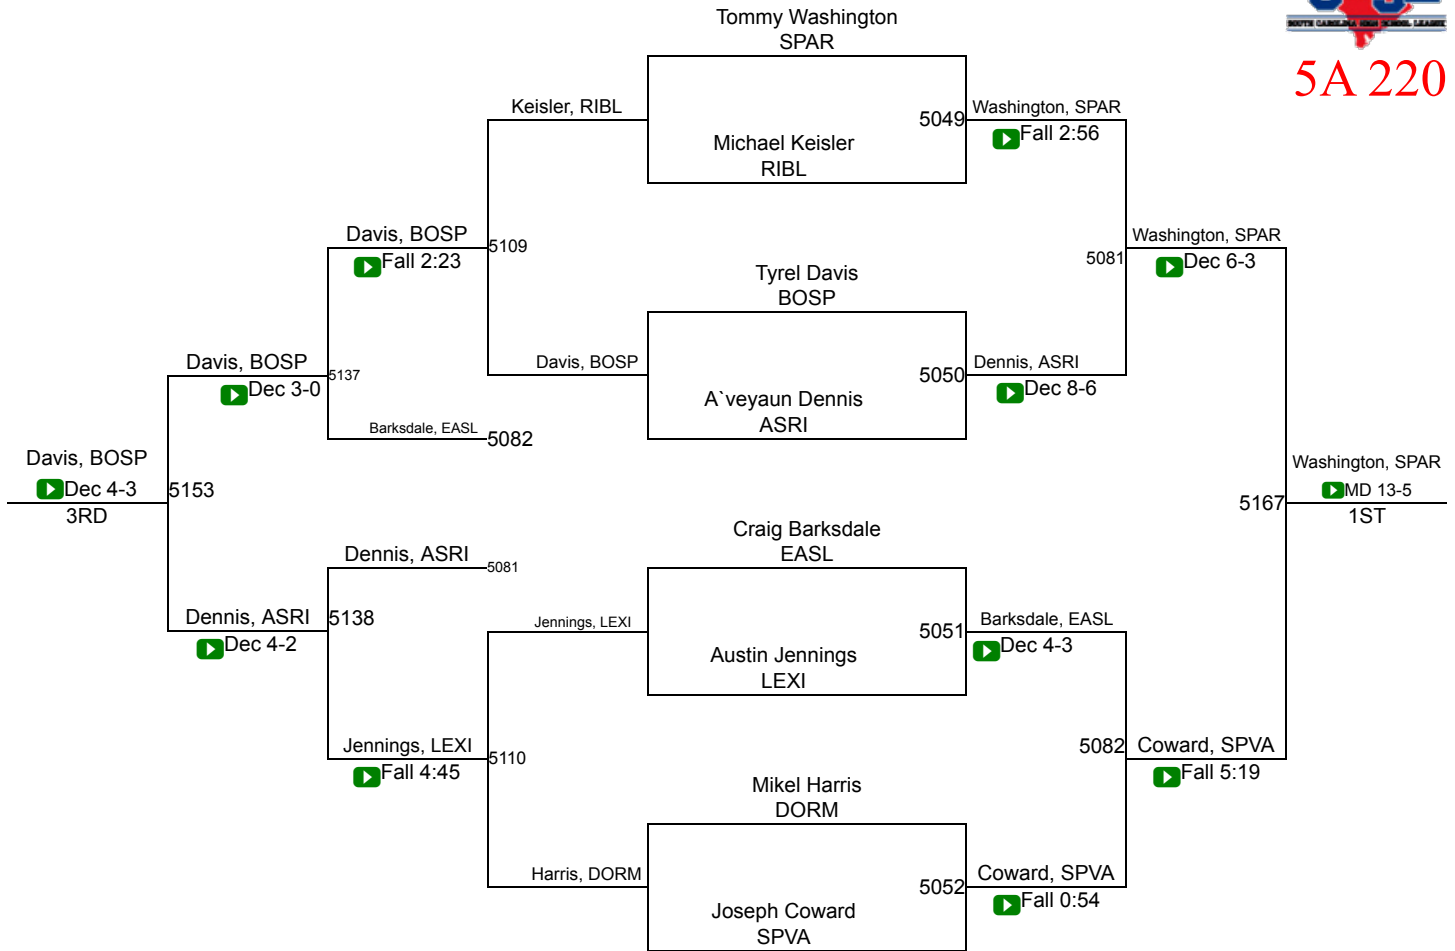 SOUTH CAROLINA HIGH SCHOOL LEAGUE
5A 220
Tommy Washington
SPAR
Keisler, RIBL
5049
Washington, SPAR
Fall 2:56
Michael Keisler
RIBL
Davis, BOSP
5109
Fall 2:23
Washington, SPAR
5081
Dec 6-3
Tyrel Davis
BOSP
Davis, BOSP
5137
Dec 3-0
Davis, BOSP
5050
Dennis, ASRI
Dec 8-6
A`veyaun Dennis
ASRI
Barksdale, EASL
5082
Davis, BOSP
Dec 4-3
5153
3RD
Washington, SPAR
MD 13-5
5167
1ST
Craig Barksdale
EASL
Dennis, ASRI
5081
Dennis, ASRI
5138
Dec 4-2
Jennings, LEXI
5051
Barksdale, EASL
Dec 4-3
Austin Jennings
LEXI
Jennings, LEXI
5110
Fall 4:45
5082
Coward, SPVA
Fall 5:19
Mikel Harris
DORM
Harris, DORM
5052
Coward, SPVA
Fall 0:54
Joseph Coward
SPVA